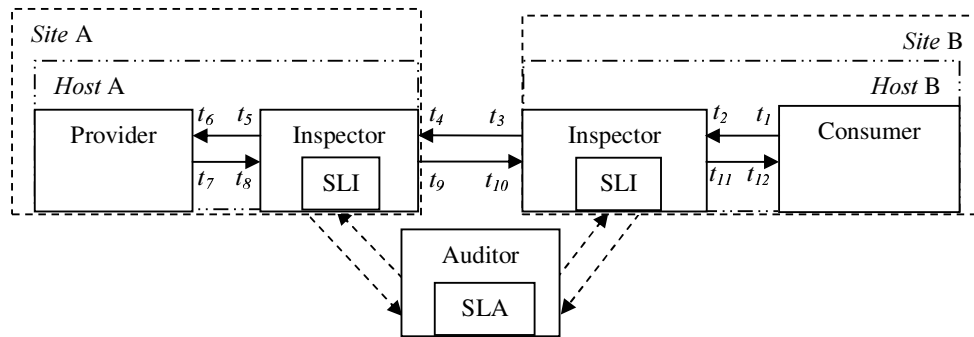 Site A
Site B
Host A
Host B
Provider
t6 t5
Inspector
t4 t3
Inspector
t2 t1
Consumer
t7 t8
SLI
t9 t10
SLI
t11 t12
Auditor
SLA